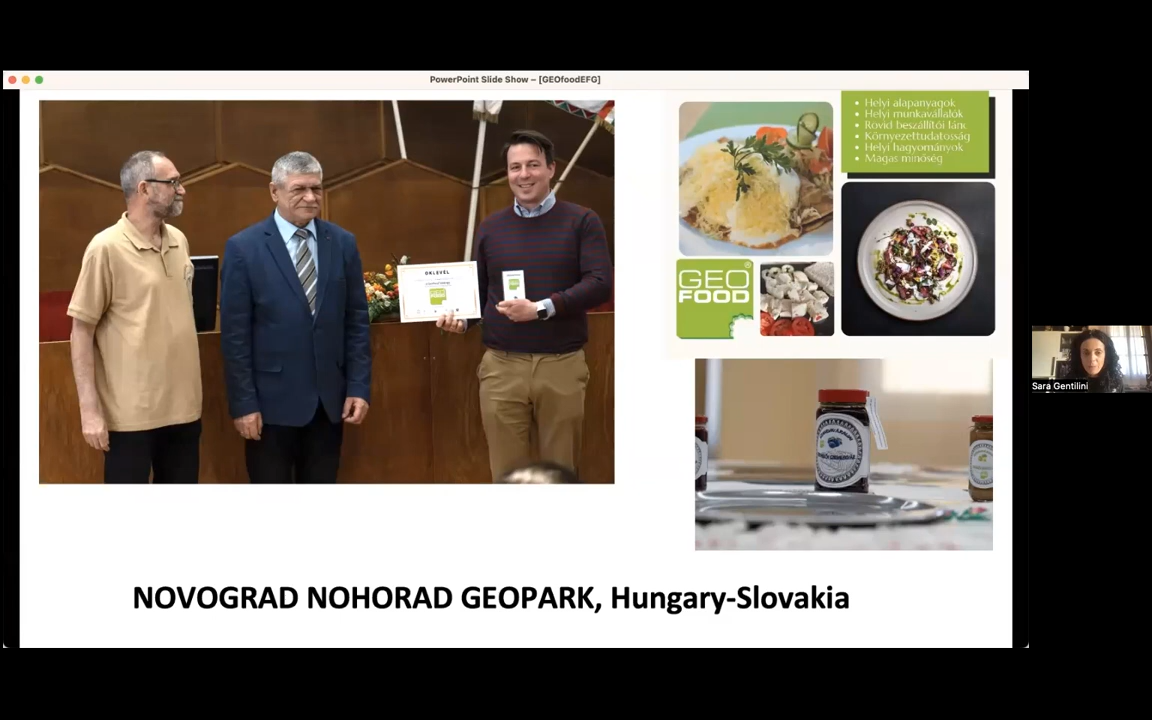 PowerPoint Slide Show – [GEOfoodEFG]
OKLEVÉL
• Helyi alapanyagok
• Helyi munkavállalók
• Rövid beszállítói lánc
• Környezettudatosság
• Helyi hagyományok
• Magas minőség
GEO®
FOOD
Sara Gentilini
NOVOGRAD NOHORAD GEOPARK, Hungary-Slovakia